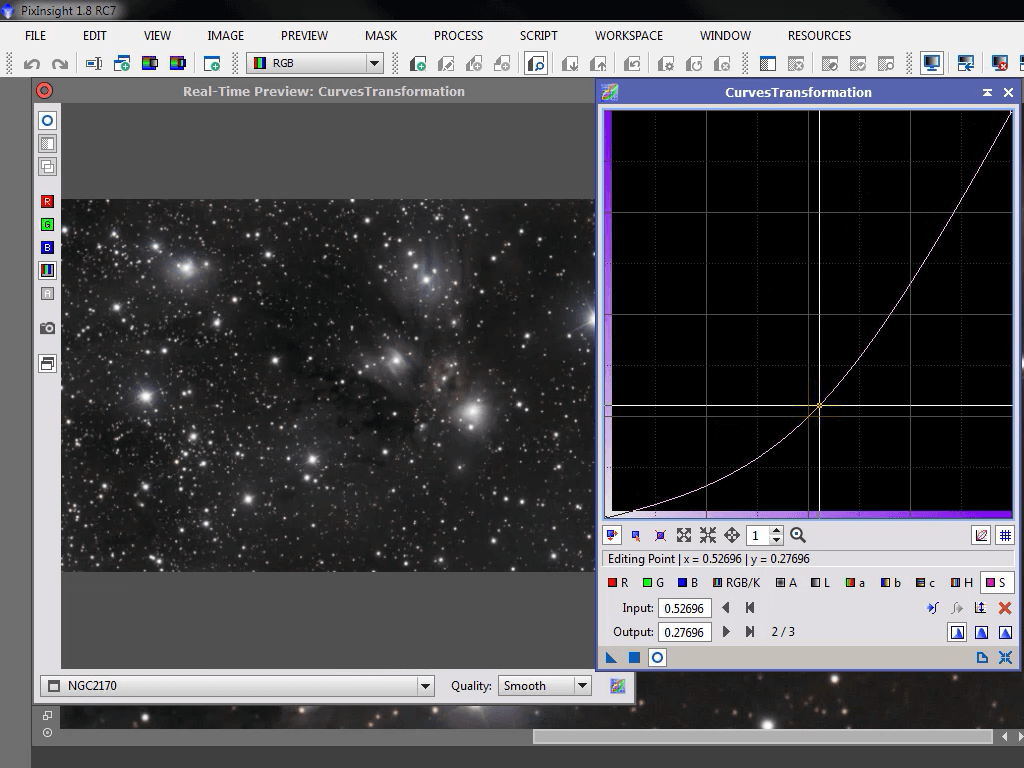 PixInsight 1.8 RC7
FILE EDIT VIEW IMAGE PREVIEW MASK PROCESS SCRIPT WORKSPACE WINDOW RESOURCES
RGB
Real-Time Preview: CurvesTransformation
CurvesTransformation
R
G
B
A
1
Editing Point | x = 0.52696 | y = 0.27696
R G B RGB/K A L a b c H S
Input: 0.52696
Output: 0.27696 2 / 3
NGC2170 Quality: Smooth